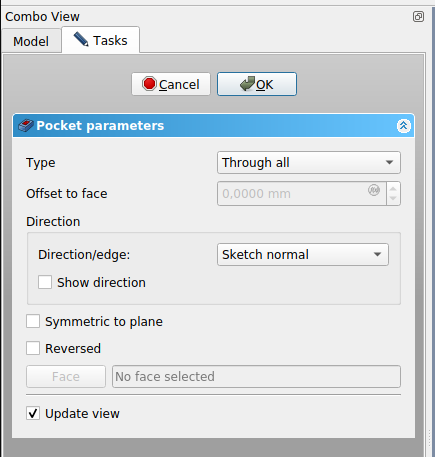 Combo View
Model
Tasks
Cancel
OK
Pocket parameters
Type
Through all
Offset to face
0,0000 mm
f(x)
Direction
Direction/edge:
Sketch normal
Show direction
Symmetric to plane
Reversed
Face
No face selected
Update view